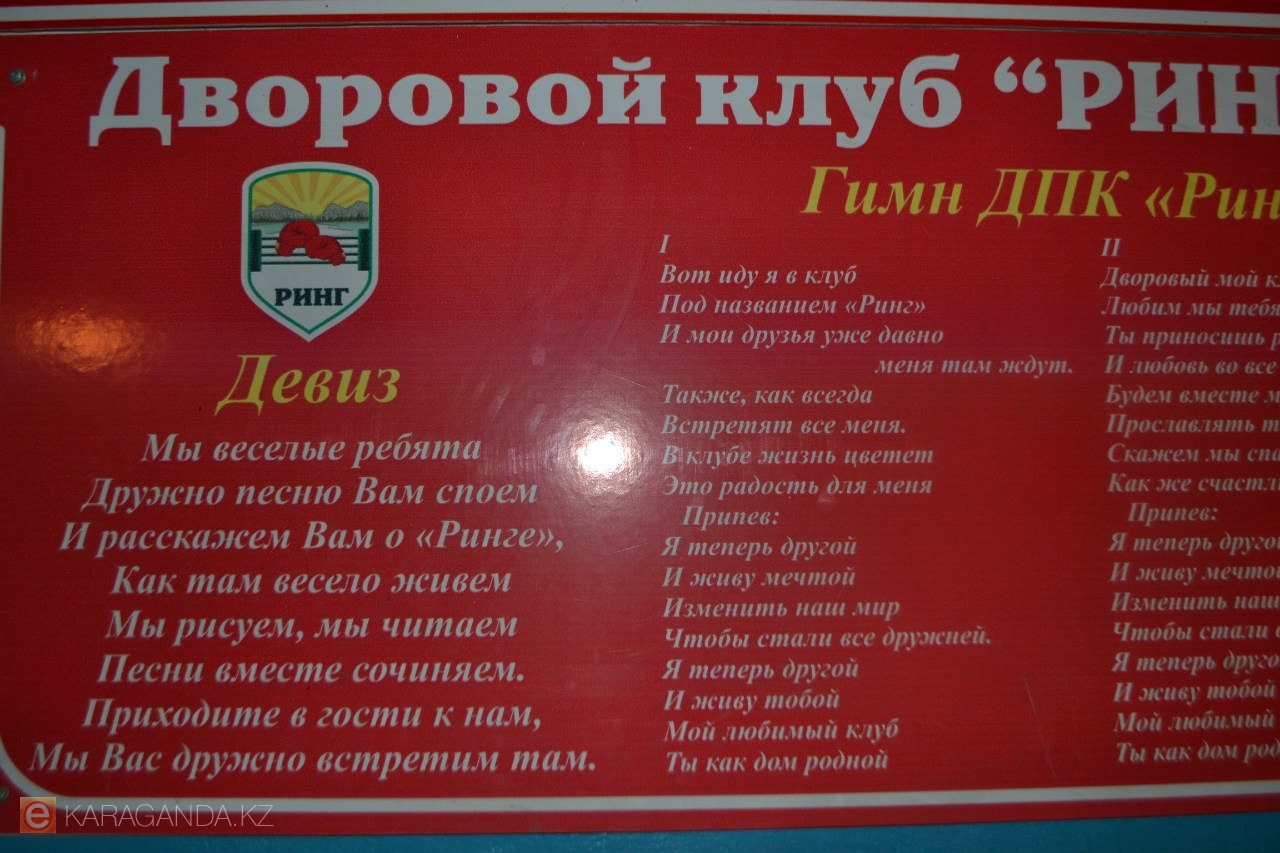 Дворовой клуб “РИН
РИНГ
Девиз
Мы веселые ребята
Дружно песню Вам споем
И расскажем Вам о «Ринге»,
Как там весело живем
Мы рисуем, мы читаем
Песни вместе сочиняем.
Приходите в гости к нам,
Мы Вас дружно встретим там.
Гимн ДПК «Рин
I
Вот иду я в клуб
Под названием «Ринг»
И мои друзья уже давно
меня там ждут.
Также, как всегда
Встретят все меня.
В клубе жизнь цветет
Это радость для меня
Припев:
Я теперь другой
И живу мечтой
Изменить наш мир
Чтобы стали все дружней.
Я теперь другой
И живу тобой
Мой любимый клуб
Ты как дом родной
II
Дворовый мой
Любим мы тебя
Ты приносишь
И любовь во все
Будем вместе
Прославлять
Скажем мы
Как же
Припев:
Я теперь
И живу
Изменить наш
Чтобы стали
Я теперь
И живу тобой
Мой любимый
Ты как дом
e KARAGANDA.KZ